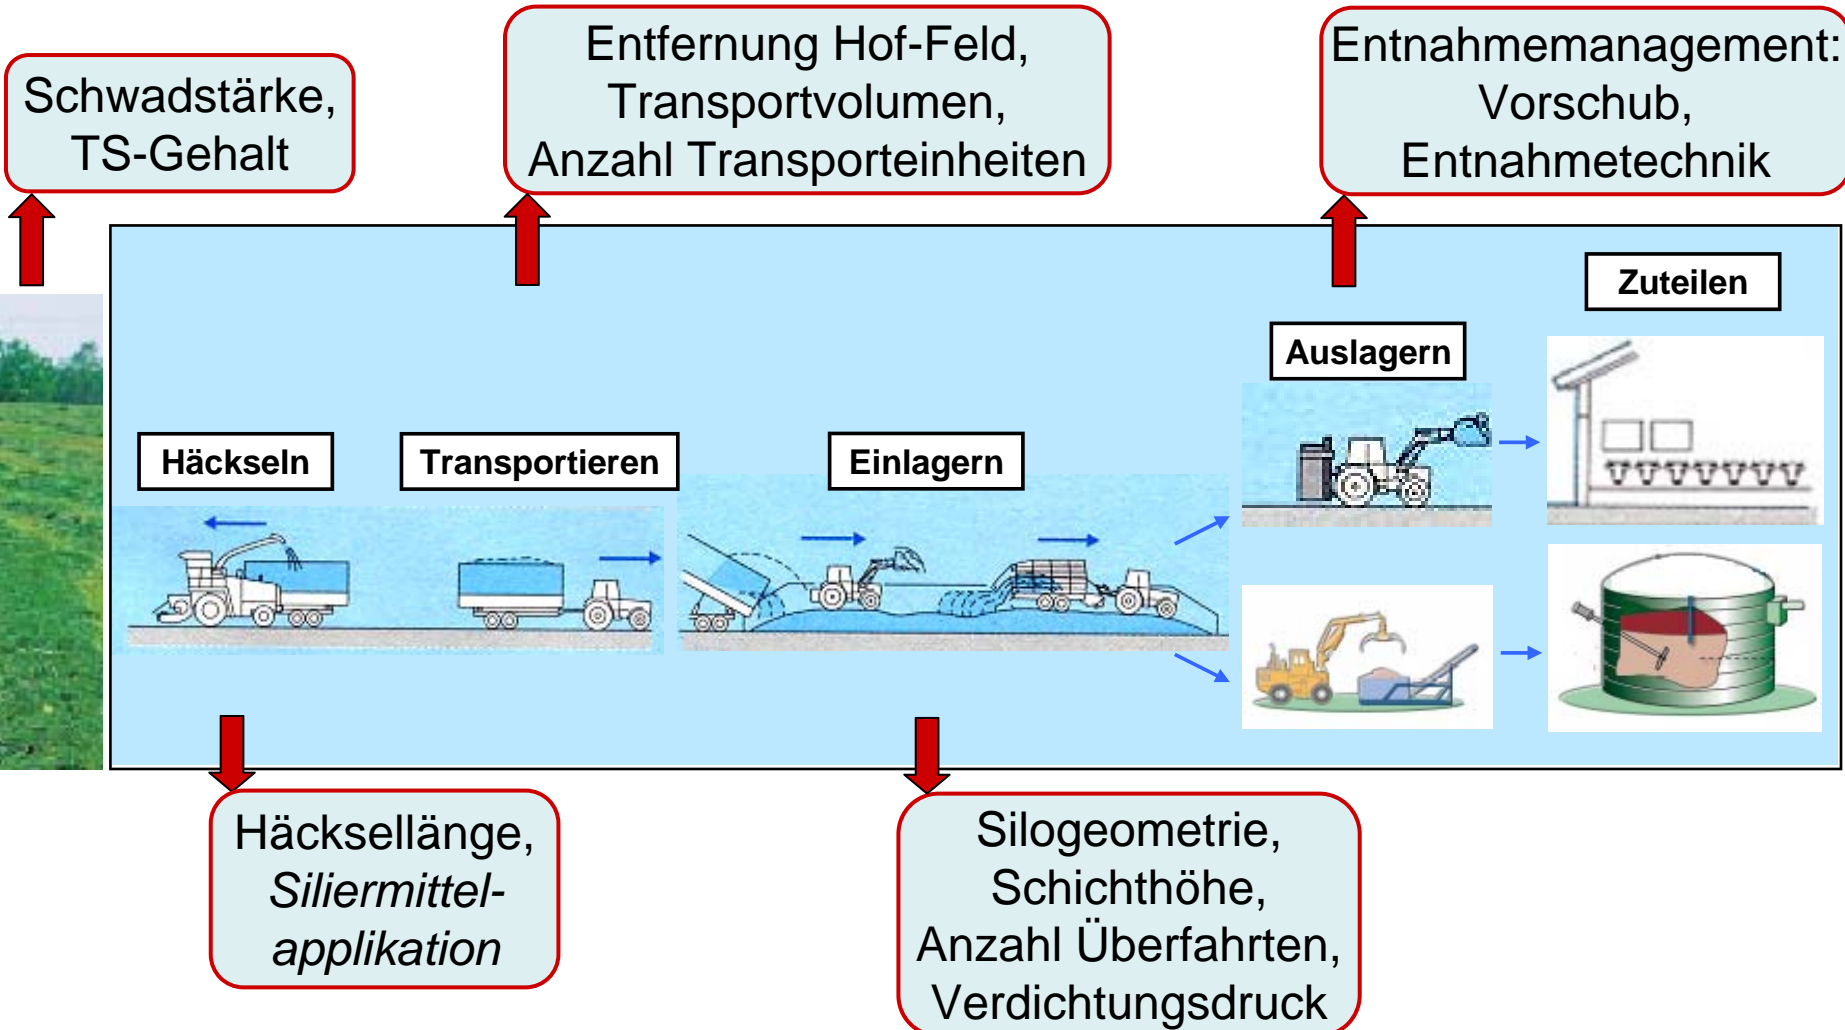 Schwadstärke,
TS-Gehalt
Entfernung Hof-Feld,
Transportvolumen,
Anzahl Transporteinheiten
Entnahmemanagement:
Vorschub,
Entnahmetechnik
Zuteilen
Auslagern
Häckseln
Transportieren
Einlagern
Häcksellänge,
Siliermittel-
applikation
Silogeometrie,
Schichthöhe,
Anzahl Überfahrten,
Verdichtungsdruck